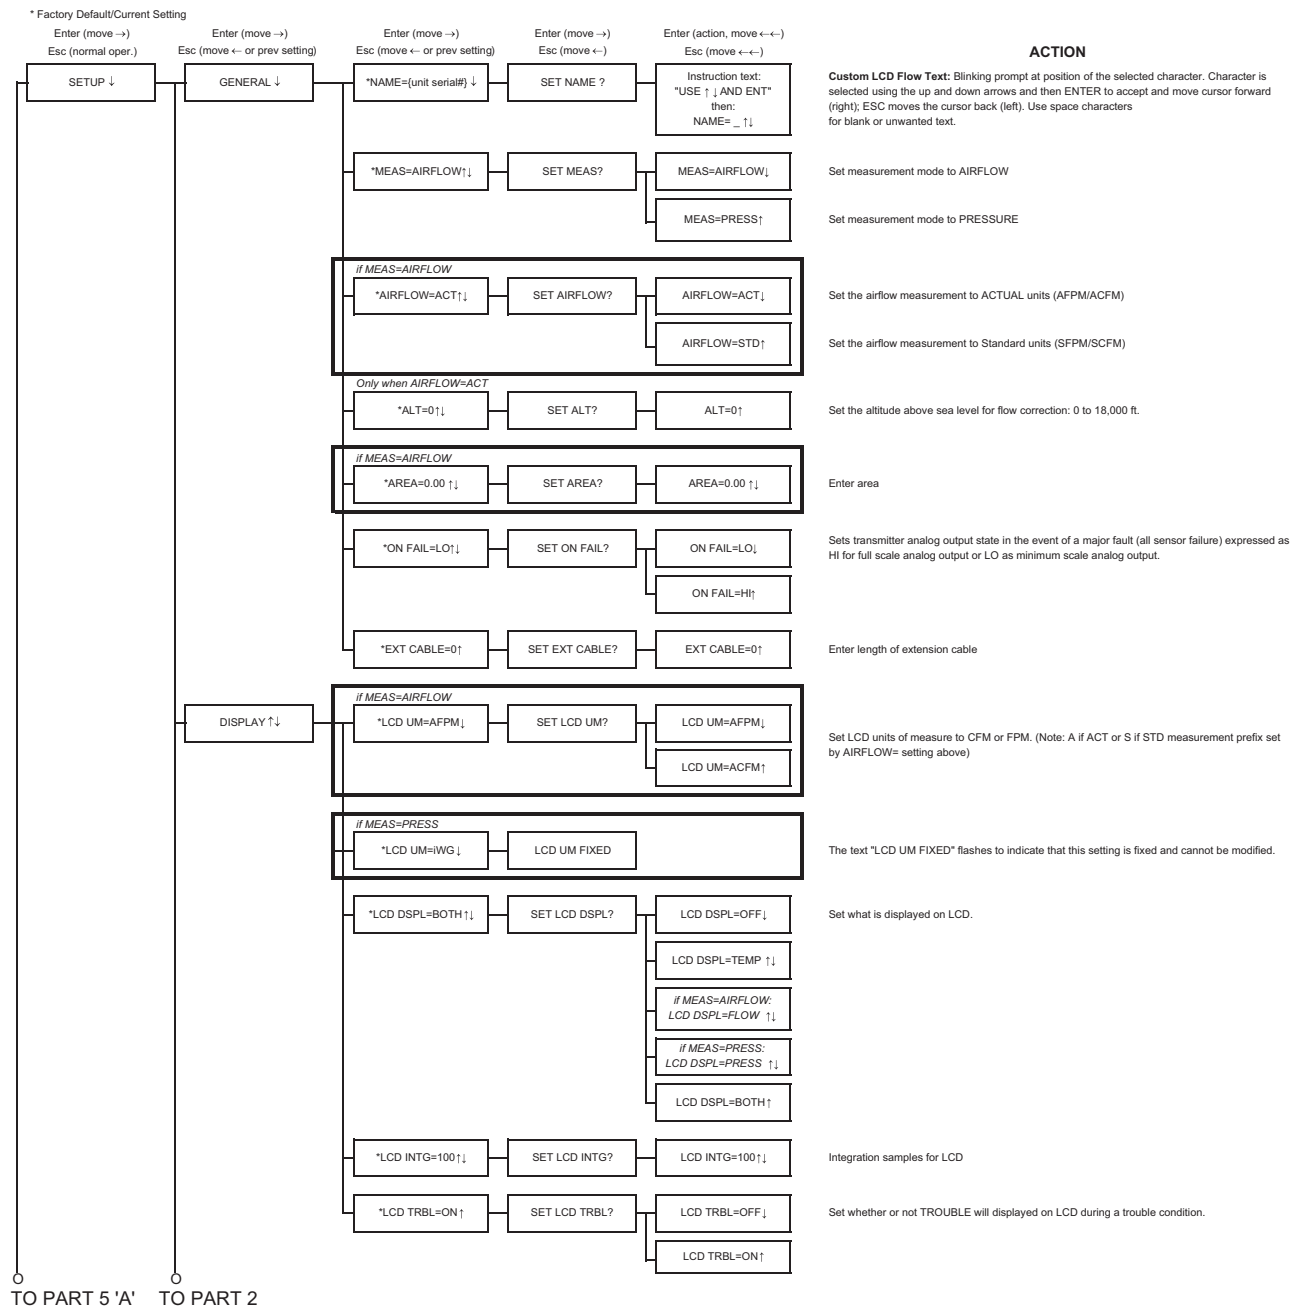 * Factory Default/Current Setting
Enter (move →) Enter (move →) Enter (move →) Enter (move →) Enter (action, move ←←)
Esc (normal oper.) Esc (move ← or prev setting) Esc (move ← or prev setting) Esc (move ←) Esc (move ←←)
ACTION
SETUP ↓
GENERAL ↓
*NAME={unit serial#} ↓
SET NAME ?
Instruction text:
"USE ↑ ↓ AND ENT"
then:
NAME= _ ↑↓
Custom LCD Flow Text: Blinking prompt at position of the selected character. Character is
selected using the up and down arrows and then ENTER to accept and move cursor forward
(right); ESC moves the cursor back (left). Use space characters
for blank or unwanted text.
*MEAS=AIRFLOW↑↓
SET MEAS?
MEAS=AIRFLOW↓
Set measurement mode to AIRFLOW
MEAS=PRESS↑
Set measurement mode to PRESSURE
if MEAS=AIRFLOW
*AIRFLOW=ACT↑↓
SET AIRFLOW?
AIRFLOW=ACT↓
Set the airflow measurement to ACTUAL units (AFPM/ACFM)
AIRFLOW=STD↑
Set the airflow measurement to Standard units (SFPM/SCFM)
Only when AIRFLOW=ACT
*ALT=0↑↓
SET ALT?
ALT=0↑
Set the altitude above sea level for flow correction: 0 to 18,000 ft.
if MEAS=AIRFLOW
*AREA=0.00 ↑↓
SET AREA?
AREA=0.00 ↑↓
Enter area
*ON FAIL=LO↑↓
SET ON FAIL?
ON FAIL=LO↓
Sets transmitter analog output state in the event of a major fault (all sensor failure) expressed as
HI for full scale analog output or LO as minimum scale analog output.
ON FAIL=HI↑
*EXT CABLE=0↑
SET EXT CABLE?
EXT CABLE=0↑
Enter length of extension cable
DISPLAY ↑↓
if MEAS=AIRFLOW
*LCD UM=AFPM↓
SET LCD UM?
LCD UM=AFPM↓
LCD UM=ACFM↑
Set LCD units of measure to CFM or FPM. (Note: A if ACT or S if STD measurement prefix set
by AIRFLOW= setting above)
if MEAS=PRESS
*LCD UM=iWG ↓
LCD UM FIXED
The text "LCD UM FIXED" flashes to indicate that this setting is fixed and cannot be modified.
*LCD DSPL=BOTH ↑↓
SET LCD DSPL?
LCD DSPL=OFF↓
Set what is displayed on LCD.
LCD DSPL=TEMP ↑↓
if MEAS=AIRFLOW:
LCD DSPL=FLOW ↑↓
if MEAS=PRESS:
LCD DSPL=PRESS ↑↓
LCD DSPL=BOTH↑
*LCD INTG=100↑↓
SET LCD INTG?
LCD INTG=100↑↓
Integration samples for LCD
*LCD TRBL=ON↑
SET LCD TRBL?
LCD TRBL=OFF↓
Set whether or not TROUBLE will displayed on LCD during a trouble condition.
LCD TRBL=ON↑
O O
TO PART 5 'A' TO PART 2